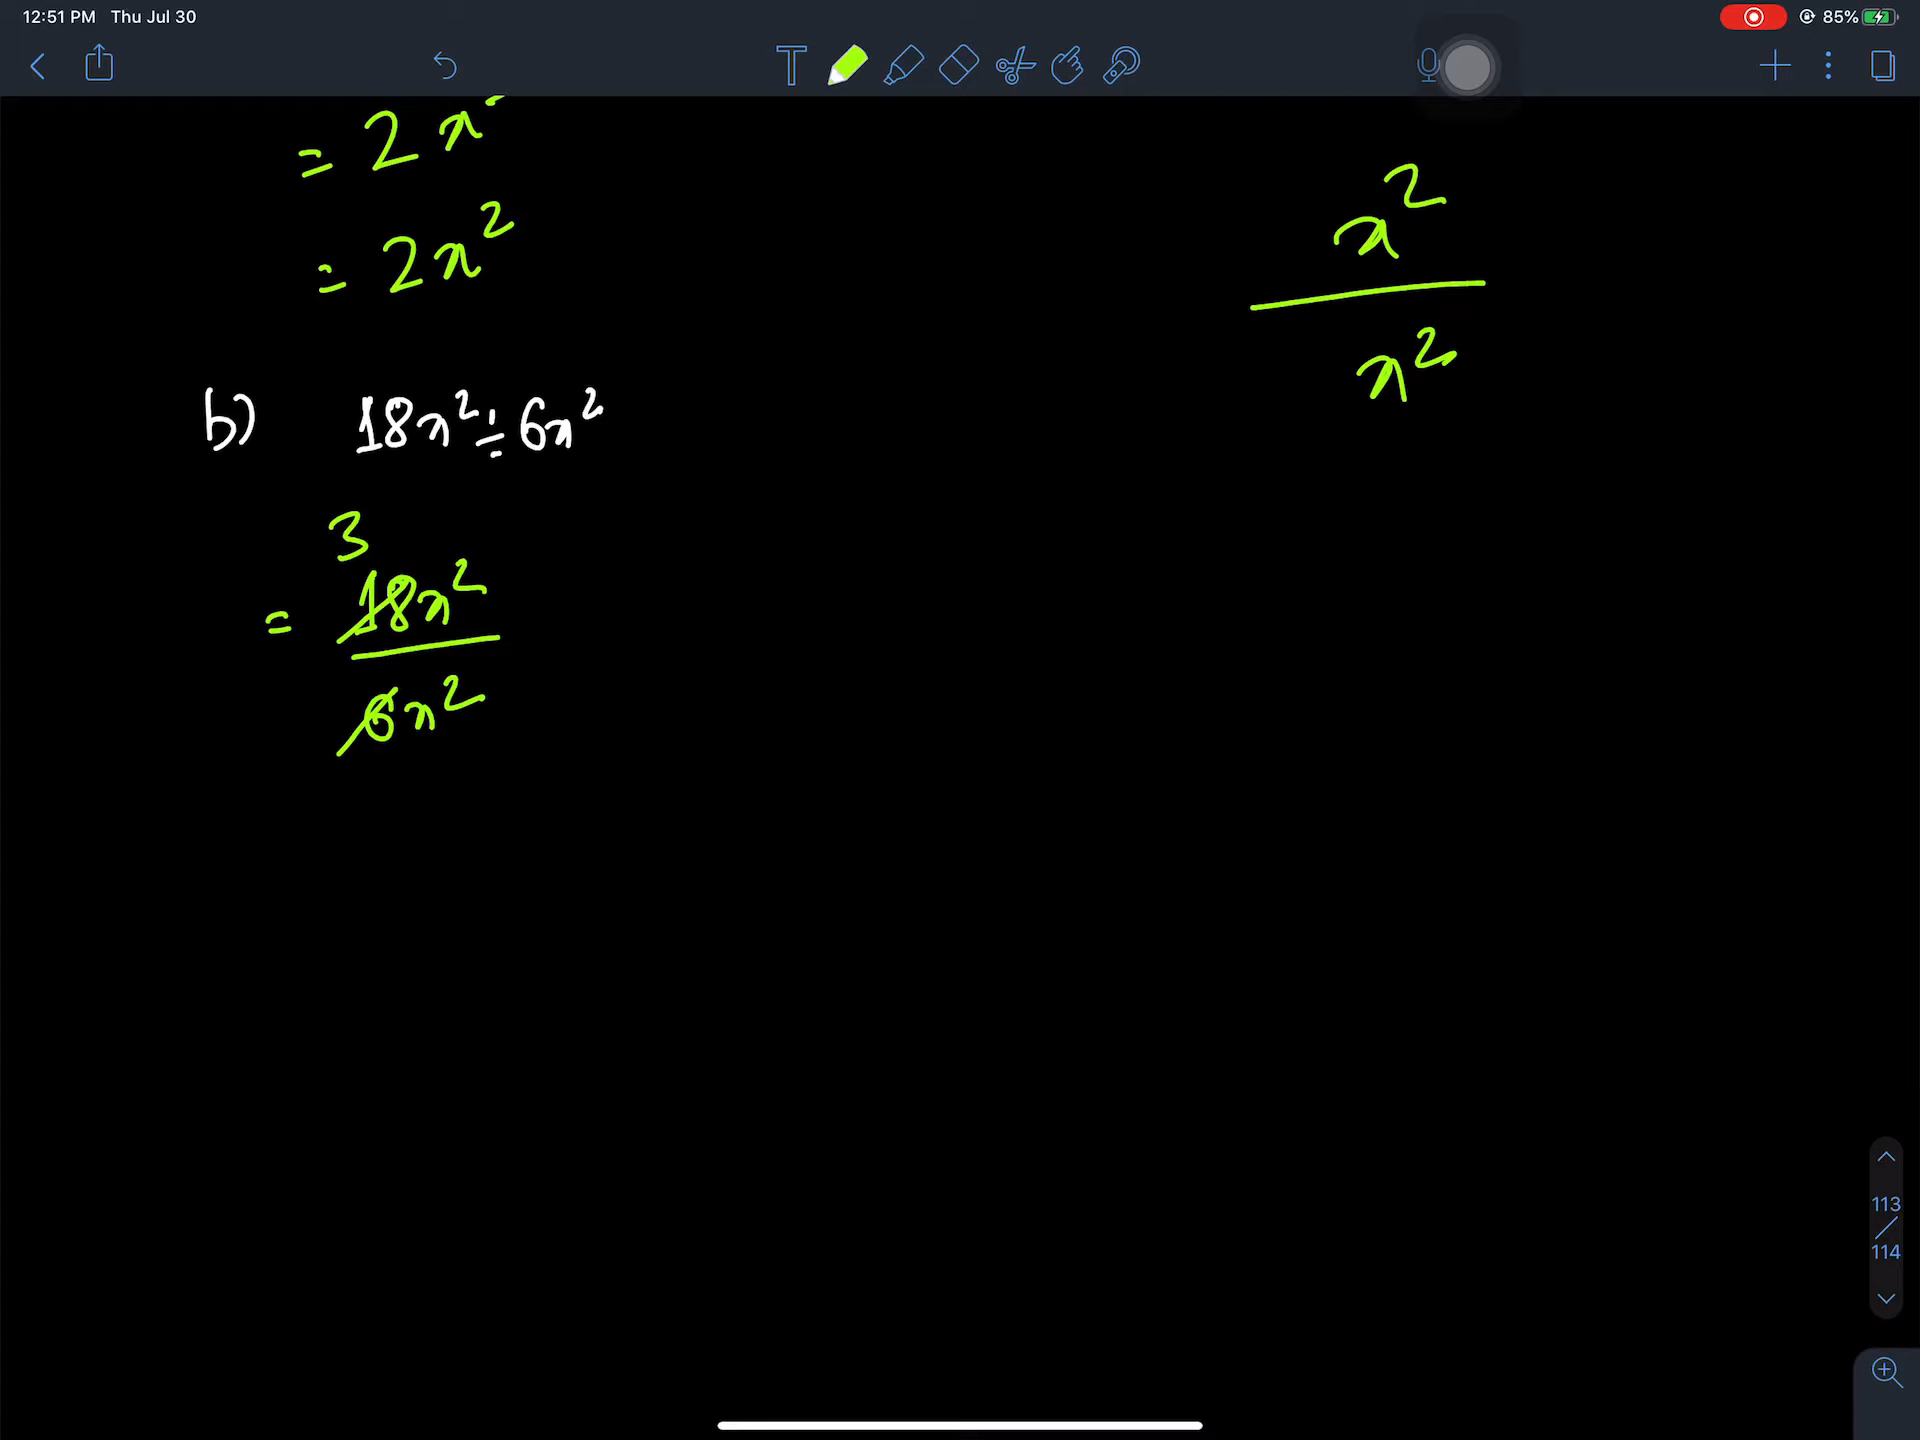 12:51 PM Thu Jul 30
85%
T
= 2x
= 2x²
b) 18x² ÷ 6x²
3
= 18x²
6x²
x²
x²
113
114